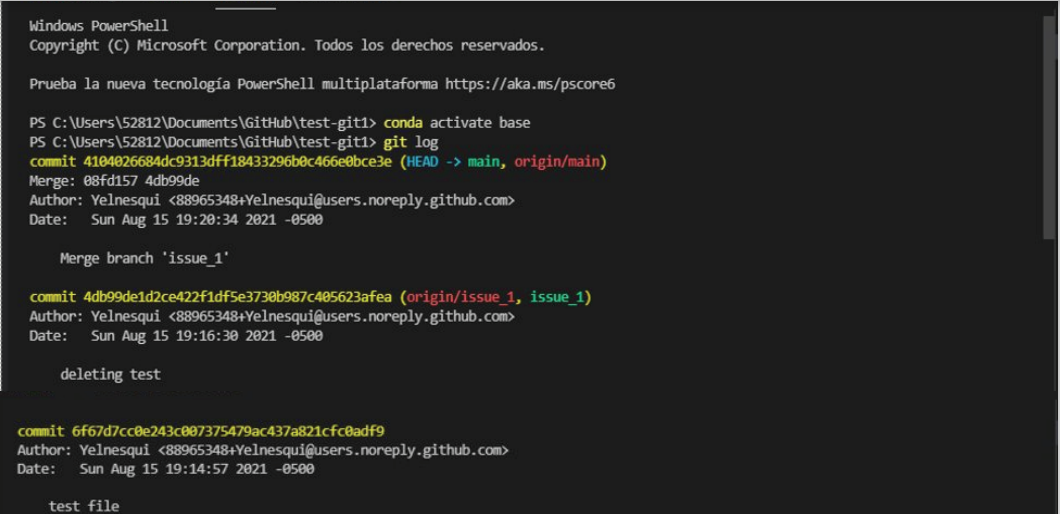 Windows PowerShell
Copyright (C) Microsoft Corporation. Todos los derechos reservados.
Prueba la nueva tecnología PowerShell multiplataforma https://aka.ms/pscore6
PS C:\Users\52812\Documents\GitHub\test-git1> conda activate base
PS C:\Users\52812\Documents\GitHub\test-git1> git log
commit 4104026684dc9313dff18433296b0c466e0bce3e (HEAD -> main, origin/main)
Merge: 08fd157 4db99de
Author: Yelnesqui <88965348+Yelnesqui@users.noreply.github.com>
Date:   Sun Aug 15 19:20:34 2021 -0500
Merge branch 'issue_1'
commit 4db99de1d2ce422f1df5e3730b987c405623afea (origin/issue_1, issue_1)
Author: Yelnesqui <88965348+Yelnesqui@users.noreply.github.com>
Date:   Sun Aug 15 19:16:30 2021 -0500
deleting test
commit 6f67d7cc0e243c007375479ac437a821cfc0adf9
Author: Yelnesqui <88965348+Yelnesqui@users.noreply.github.com>
Date:   Sun Aug 15 19:14:57 2021 -0500
test file